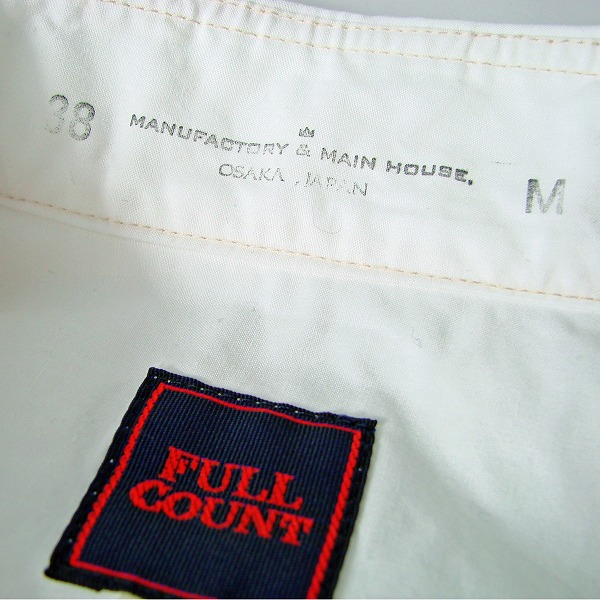 38
MANUFACTORY & MAIN HOUSE.
OSAKA, JAPAN
M
FULL
COUNT